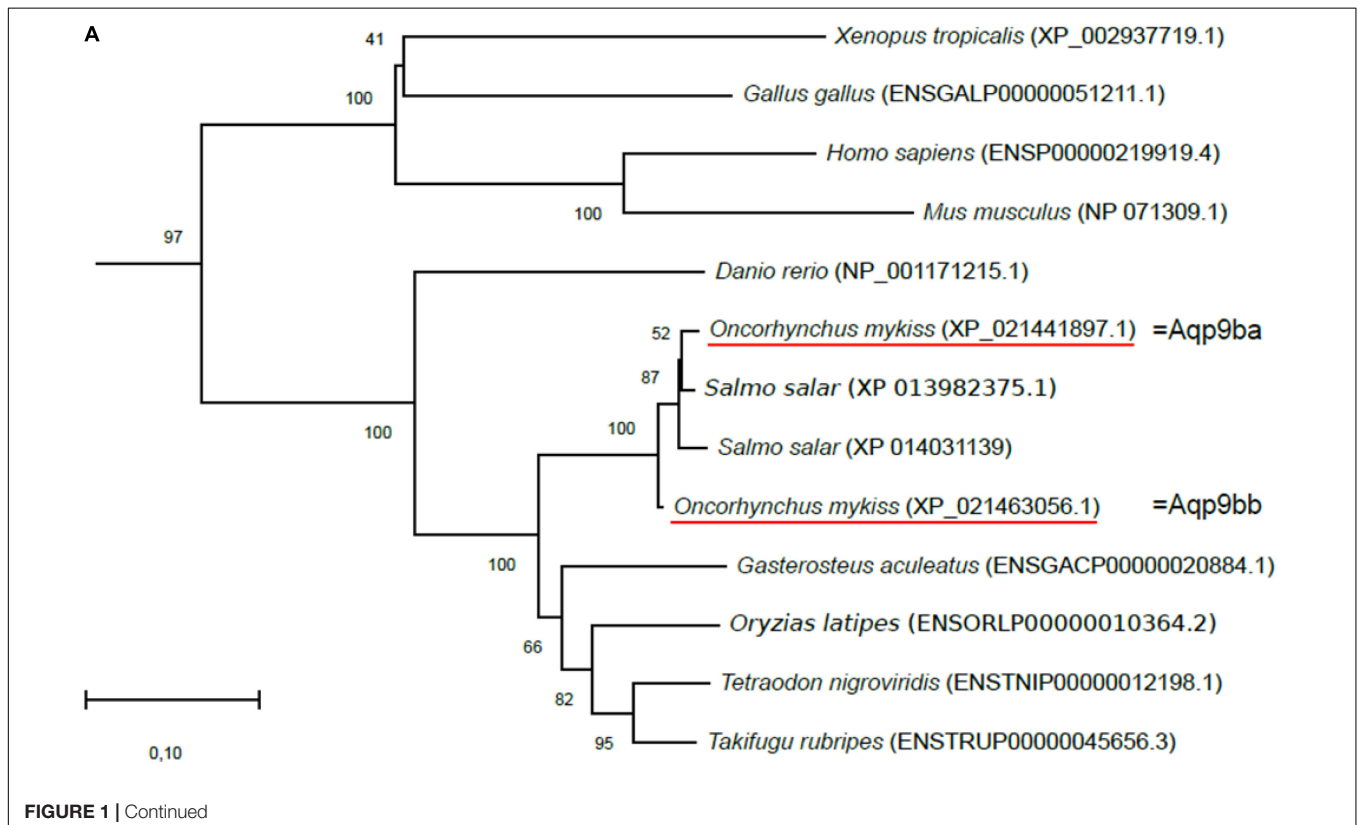 A
41
Xenopus tropicalis (XP_002937719.1)
100
Gallus gallus (ENSGALP00000051211.1)
Homo sapiens (ENSP00000219919.4)
100
Mus musculus (NP 071309.1)
97
Danio rerio (NP_001171215.1)
52
Oncorhynchus mykiss (XP_021441897.1) =Aqp9ba
87
Salmo salar (XP 013982375.1)
100
100
Salmo salar (XP 014031139)
Oncorhynchus mykiss (XP_021463056.1) =Aqp9bb
100
Gasterosteus aculeatus (ENSGACP00000020884.1)
Oryzias latipes (ENSORLP00000010364.2)
66
Tetraodon nigroviridis (ENSTNIP00000012198.1)
82
95
Takifugu rubripes (ENSTRUP00000045656.3)
0,10
FIGURE 1 | Continued